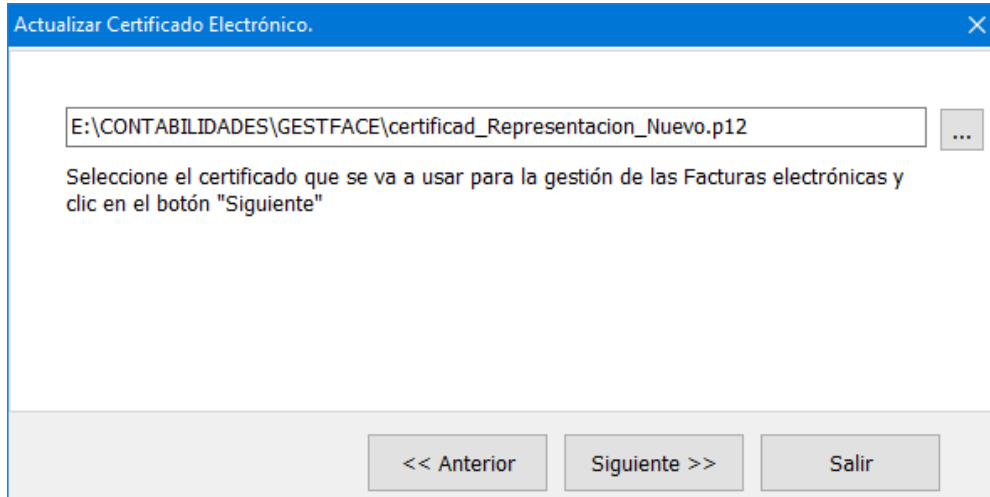 Actualizar Certificado Electrónico.
E:\CONTABILIDADES\GESTFACE\certificad_Representacion_Nuevo.p12
...
Seleccione el certificado que se va a usar para la gestión de las Facturas electrónicas y
clic en el botón "Siguiente"
<< Anterior
Siguiente >>
Salir